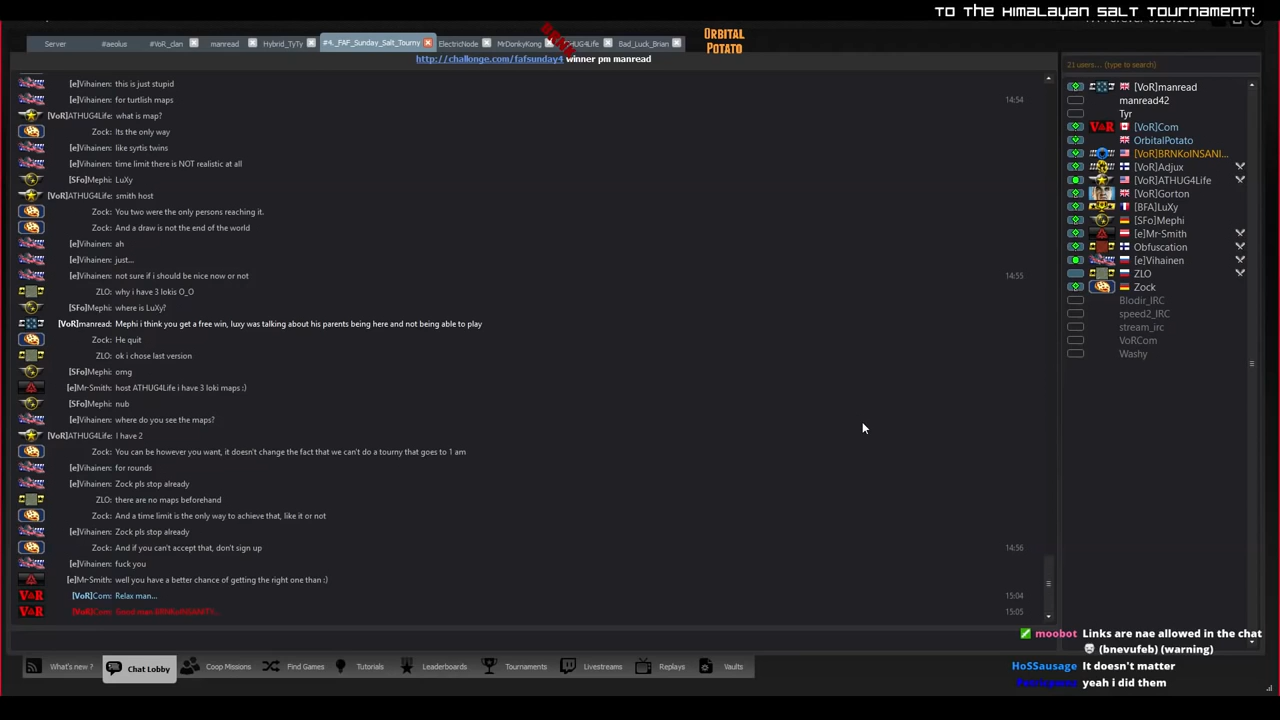 TO THE HIMALAYAN SALT TOURNAMENT!
Server #aeolus #VoR_clan manread Hybrid_TyTy #4._FAF_Sunday_Salt_Tourny ElectricNode MrDonkyKong Bad_Luck_Brian
ORBITAL
POTATO
http://challonge.com/fafsunday4 winner pm manread
21 users... (type to search)
[e]Vihainen: this is just stupid
[e]Vihainen: for turtlish maps 14:54
[VoR]ATHUG4Life: what is map?
Zock: Its the only way
[e]Vihainen: like syrtis twins
[e]Vihainen: time limit there is NOT realistic at all
[SFo]Mephi: LuXy
[VoR]ATHUG4Life: smith host
Zock: You two were the only persons reaching it.
Zock: And a draw is not the end of the world
[e]Vihainen: ah
[e]Vihainen: just...
[e]Vihainen: not sure if i should be nice now or not 14:55
ZLO: why i have 3 lokis O_O
[SFo]Mephi: where is LuXy?
[VoR]manread: Mephi i think you get a free win, luxy was talking about his parents being here and not being able to play
Zock: He quit
ZLO: ok i chose last version
[SFo]Mephi: omg
[e]Mr-Smith: host ATHUG4Life i have 3 loki maps :)
[SFo]Mephi: nub
[e]Vihainen: where do you see the maps?
[VoR]ATHUG4Life: I have 2
Zock: You can be however you want, it doesn't change the fact that we can't do a tourny that goes to 1 am
[e]Vihainen: for rounds
[e]Vihainen: Zock pls stop already
ZLO: there are no maps beforehand
Zock: And a time limit is the only way to achieve that, like it or not
[e]Vihainen: Zock pls stop already
Zock: And if you can't accept that, don't sign up 14:56
[e]Vihainen: fuck you
[e]Mr-Smith: well you have a better chance of getting the right one than :)
[VoR]Com: Relax man... 15:04
[VoR]Com: Good man BRNKoINSANITY... 15:05
[VoR]manread
manread42
Tyr
[VoR]Com
OrbitalPotato
[VoR]BRNKoINSANI...
[VoR]Adjux
[VoR]ATHUG4Life
[VoR]Gorton
[BFA]LuXy
[SFo]Mephi
[e]Mr-Smith
Obfuscation
[e]Vihainen
ZLO
Zock
Blodir_IRC
speed2_IRC
stream_irc
VoRCom
Washy
moobot Links are nae allowed in the chat
(bnevufeb) (warning)
HoSSausage It doesn't matter
yeah i did them
What's new ? Chat Lobby Coop Missions Find Games Tutorials Leaderboards Tournaments Livestreams Replays Vaults